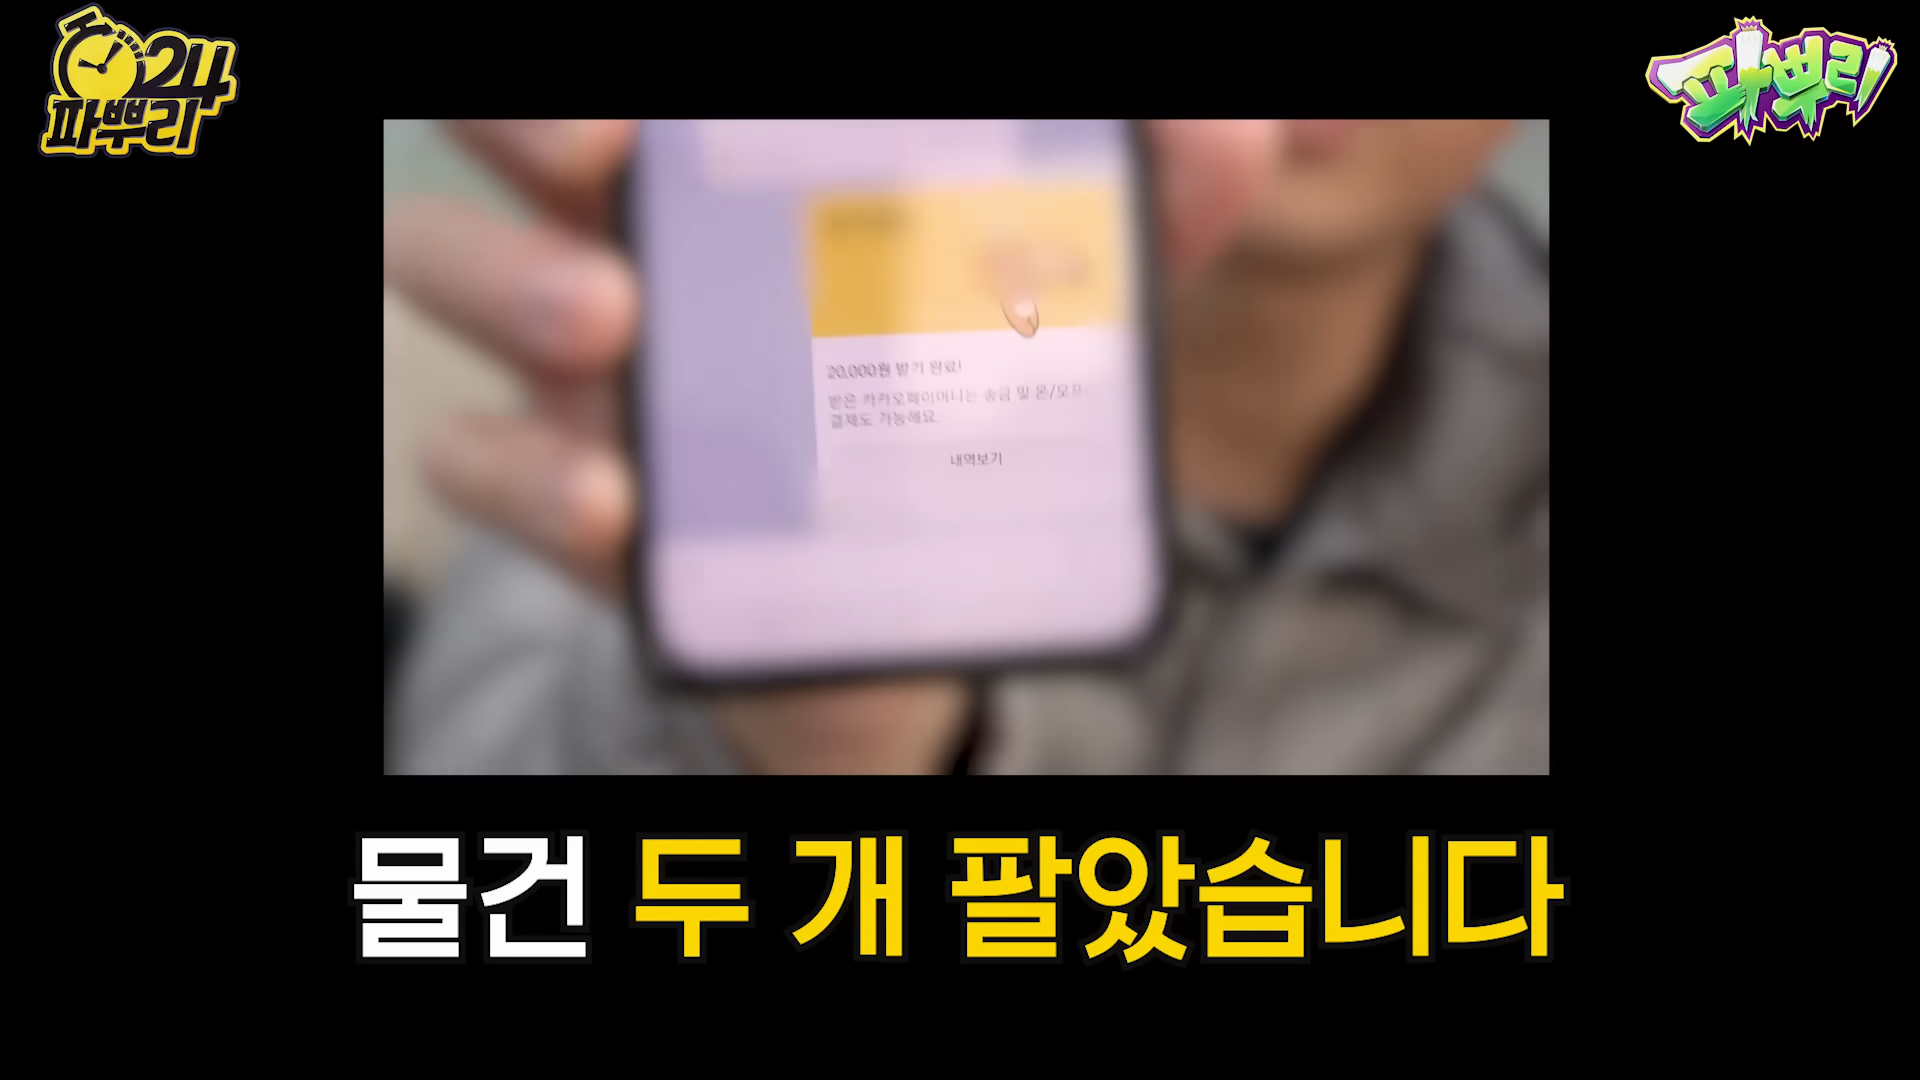 24
파뿌리
파뿌리
20,000원 받기 완료!
받은 카카오페이머니는 송금 및 온/오프
결제도 가능해요.
내역보기
물건 두 개 팔았습니다